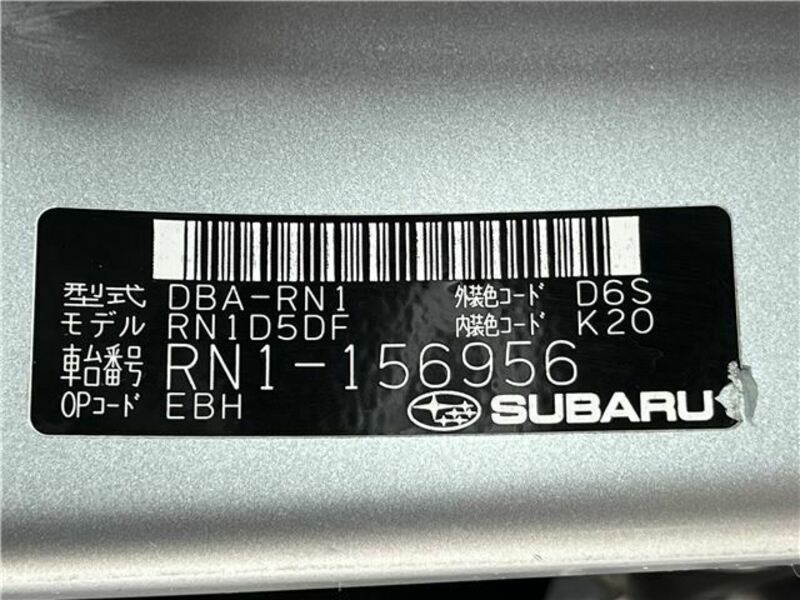 型式 DBA-RN1 外装色コード D6S
モデル RN1D5DF 内装色コード K20
車台番号 RN1-156956
OPコード EBH SUBARU